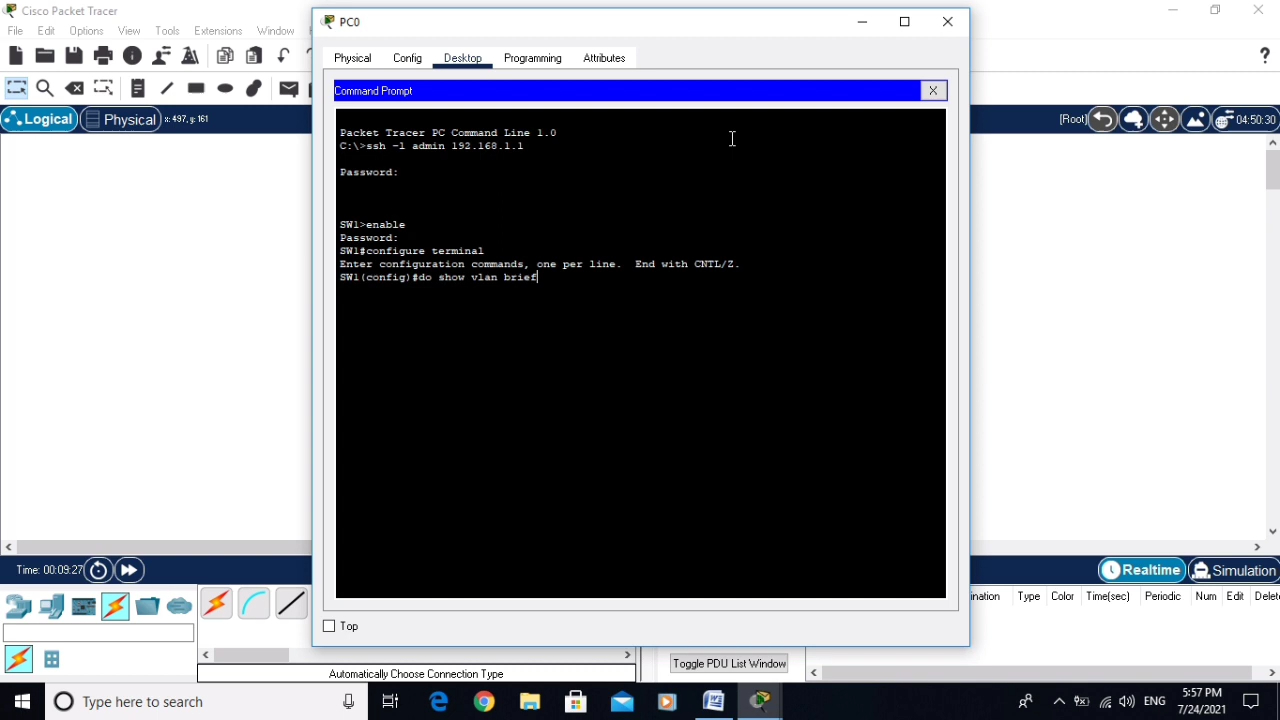 Cisco Packet Tracer
File Edit Options View Tools Extensions Window
PC0
Physical Config Desktop Programming Attributes
Command Prompt
X
Logical
Physical
x: 497, y: 161
[Root]
04:50:30
Packet Tracer PC Command Line 1.0
C:\>ssh -l admin 192.168.1.1
Password:
SW1>enable
Password:
SW1#configure terminal
Enter configuration commands, one per line.  End with CNTL/Z.
SW1(config)#do show vlan brief
Time: 00:09:27
Realtime
Simulation
Top
ination Type Color Time(sec) Periodic Num Edit Delet
Automatically Choose Connection Type
Toggle PDU List Window
Type here to search
ENG
5:57 PM
7/24/2021